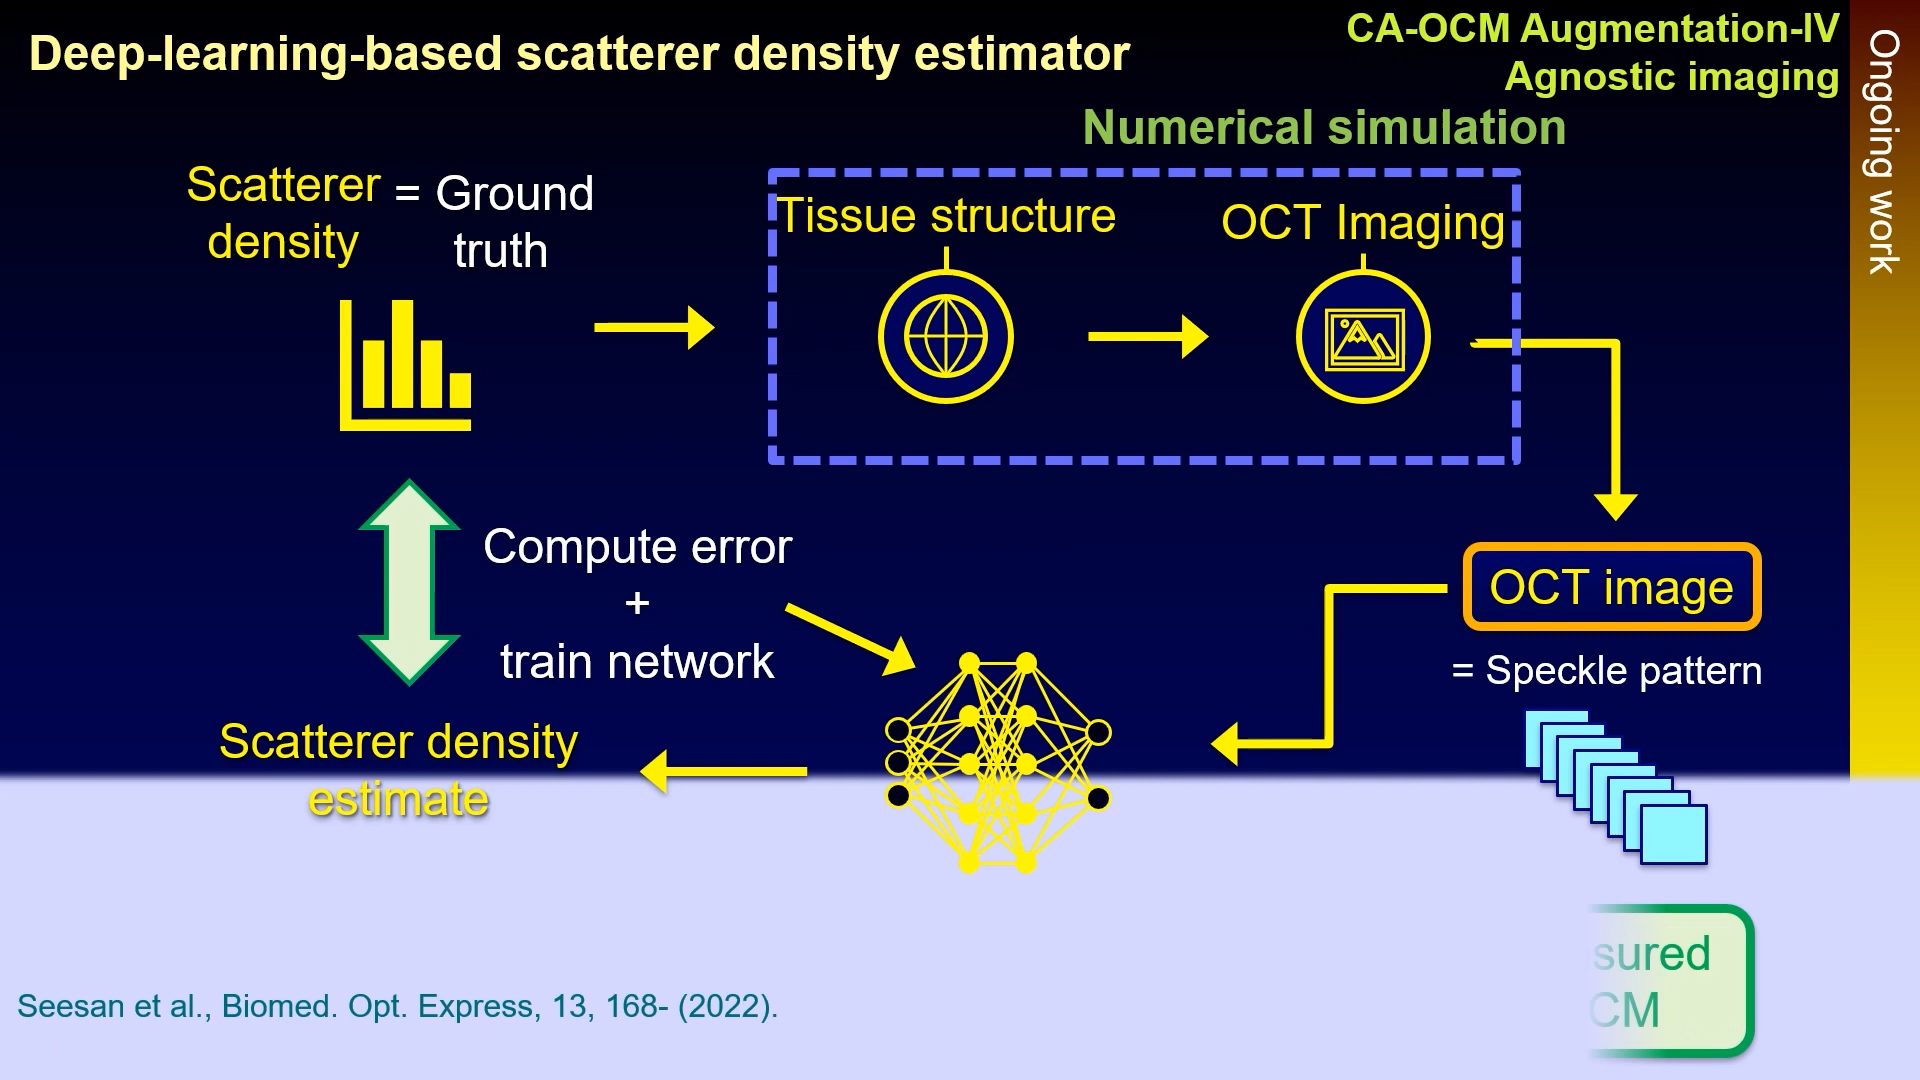 Deep-learning-based scatterer density estimator
CA-OCM Augmentation-IV
Agnostic imaging
Ongoing work
Numerical simulation
Scatterer
density
= Ground
truth
Tissue structure
OCT Imaging
Compute error
+
train network
OCT image
= Speckle pattern
Scatterer density
estimate
sured
CM
Seesan et al., Biomed. Opt. Express, 13, 168- (2022).